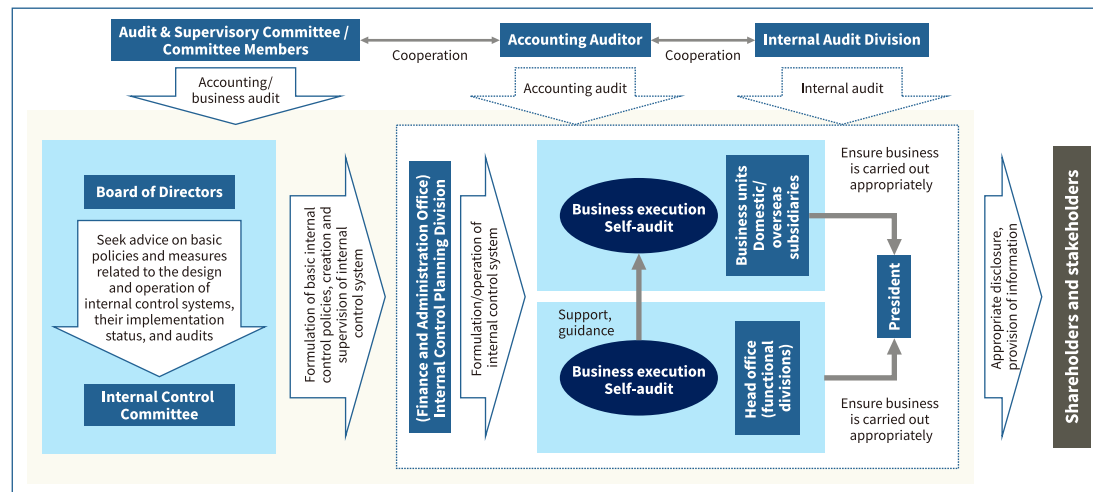 Audit & Supervisory Committee /
Committee Members
Cooperation
Accounting Auditor
Cooperation
Internal Audit Division
Accounting/
business audit
Accounting audit
Internal audit
Board of Directors
Seek advice on basic
policies and measures
related to the design
and operation of
internal control systems,
their implementation
status, and audits
Internal Control
Committee
Formulation of basic internal
control policies, creation and
supervision of internal
control system
(Finance and Administration Office)
Internal Control Planning Division
Formulation/operation of
internal control system
Business execution
Self-audit
Business units
Domestic/
overseas
subsidiaries
Ensure business
is carried out
appropriately
Support,
guidance
President
Business execution
Self-audit
Head office
(functional
divisions)
Ensure business
is carried out
appropriately
Appropriate disclosure,
provision of information
Shareholders and stakeholders